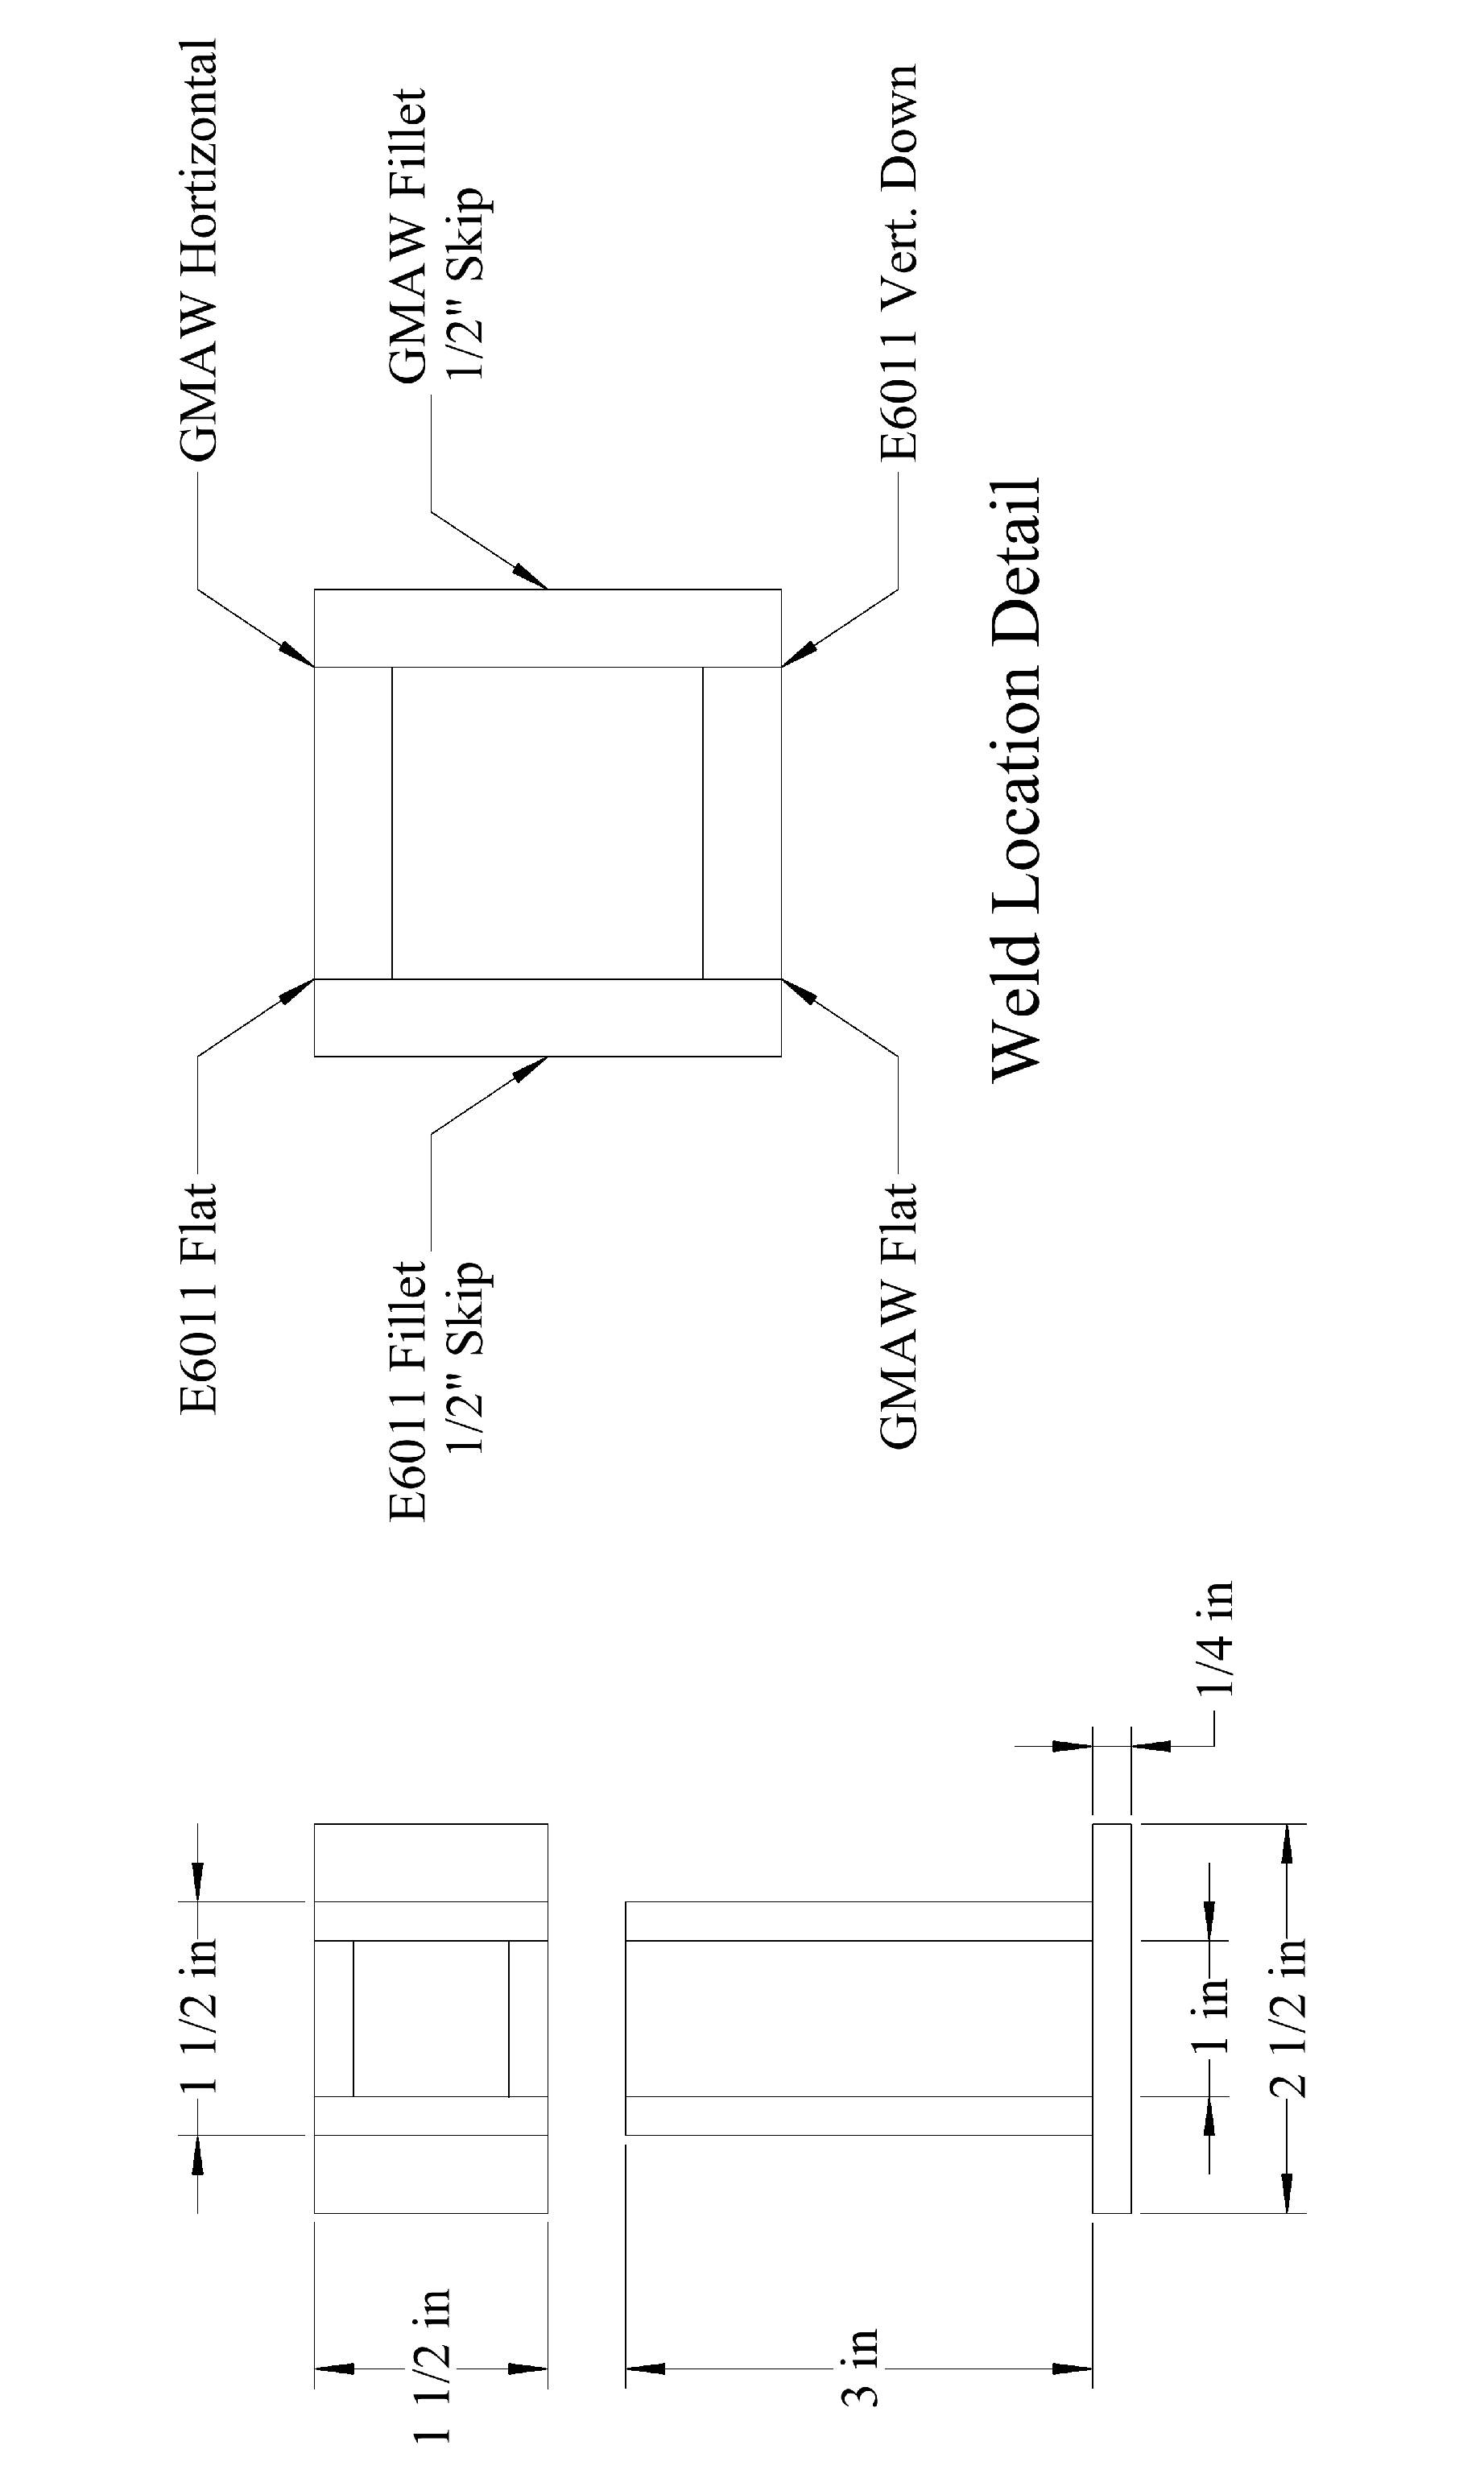 1 1/2 in
1 1/2 in
3 in
1 in
2 1/2 in
1/4 in
E6011 Flat
GMAW Hortizontal
E6011 Fillet
1/2" Skip
GMAW Fillet
1/2" Skip
GMAW Flat
E6011 Vert. Down
Weld Location Detail